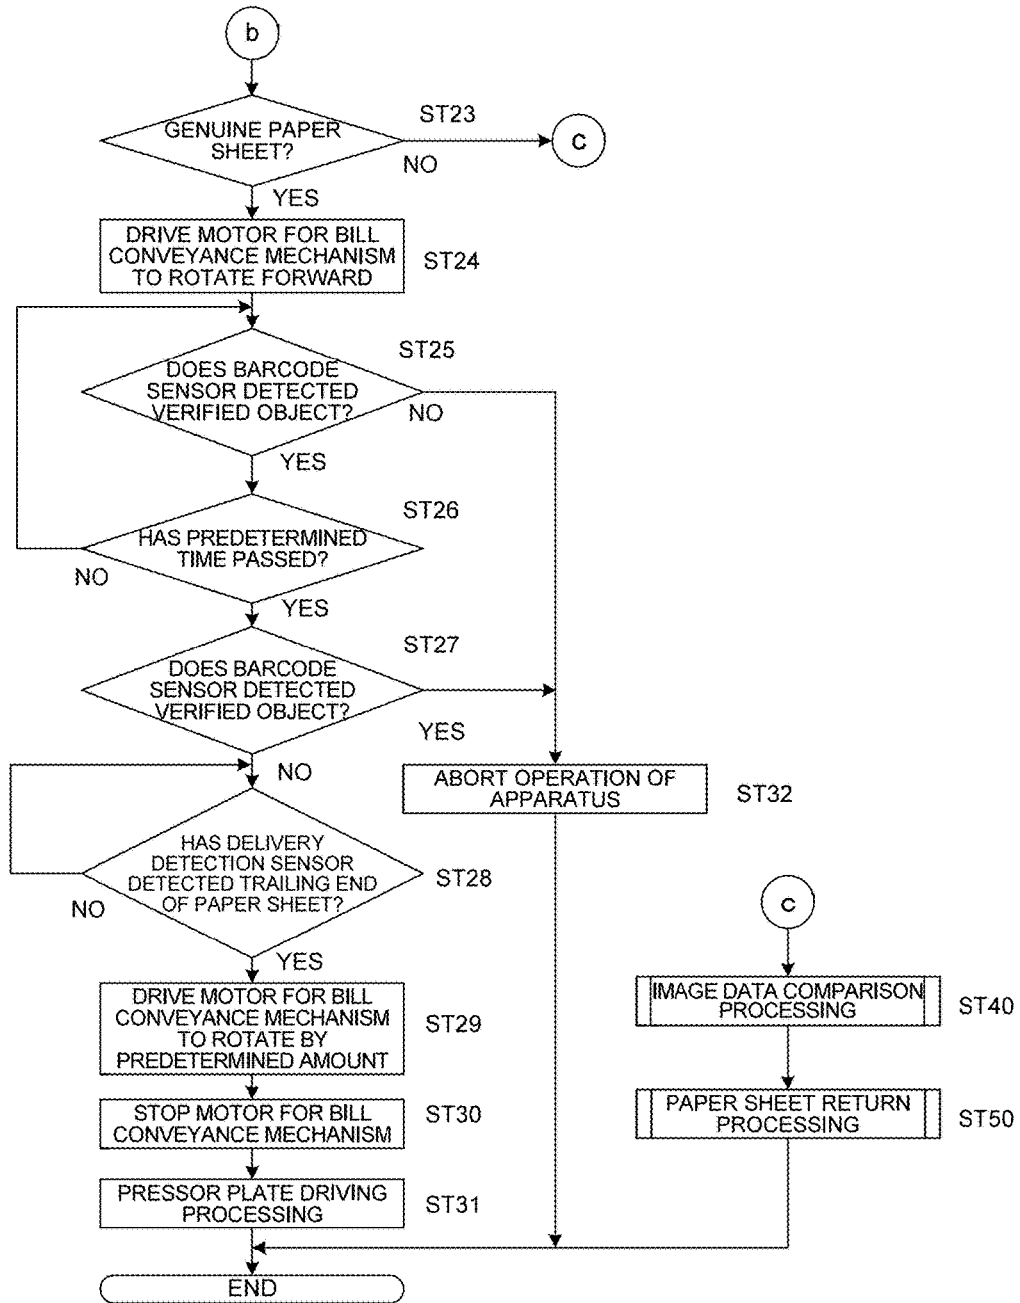 b
ST23
GENUINE PAPER
SHEET?
c
NO
YES
DRIVE MOTOR FOR BILL
CONVEYANCE MECHANISM
TO ROTATE FORWARD
ST24
ST25
DOES BARCODE
SENSOR DETECTED
VERIFIED OBJECT?
NO
YES
ST26
HAS PREDETERMINED
TIME PASSED?
NO
YES
ST27
DOES BARCODE
SENSOR DETECTED
VERIFIED OBJECT?
YES
NO
ABORT OPERATION OF
APPARATUS
ST32
HAS DELIVERY
DETECTION SENSOR
DETECTED TRAILING END
OF PAPER SHEET?
ST28
NO
YES
c
DRIVE MOTOR FOR BILL
CONVEYANCE MECHANISM
TO ROTATE BY
PREDETERMINED AMOUNT
ST29
IMAGE DATA COMPARISON
PROCESSING
ST40
STOP MOTOR FOR BILL
CONVEYANCE MECHANISM
ST30
PAPER SHEET RETURN
PROCESSING
ST50
PRESSOR PLATE DRIVING
PROCESSING
ST31
END